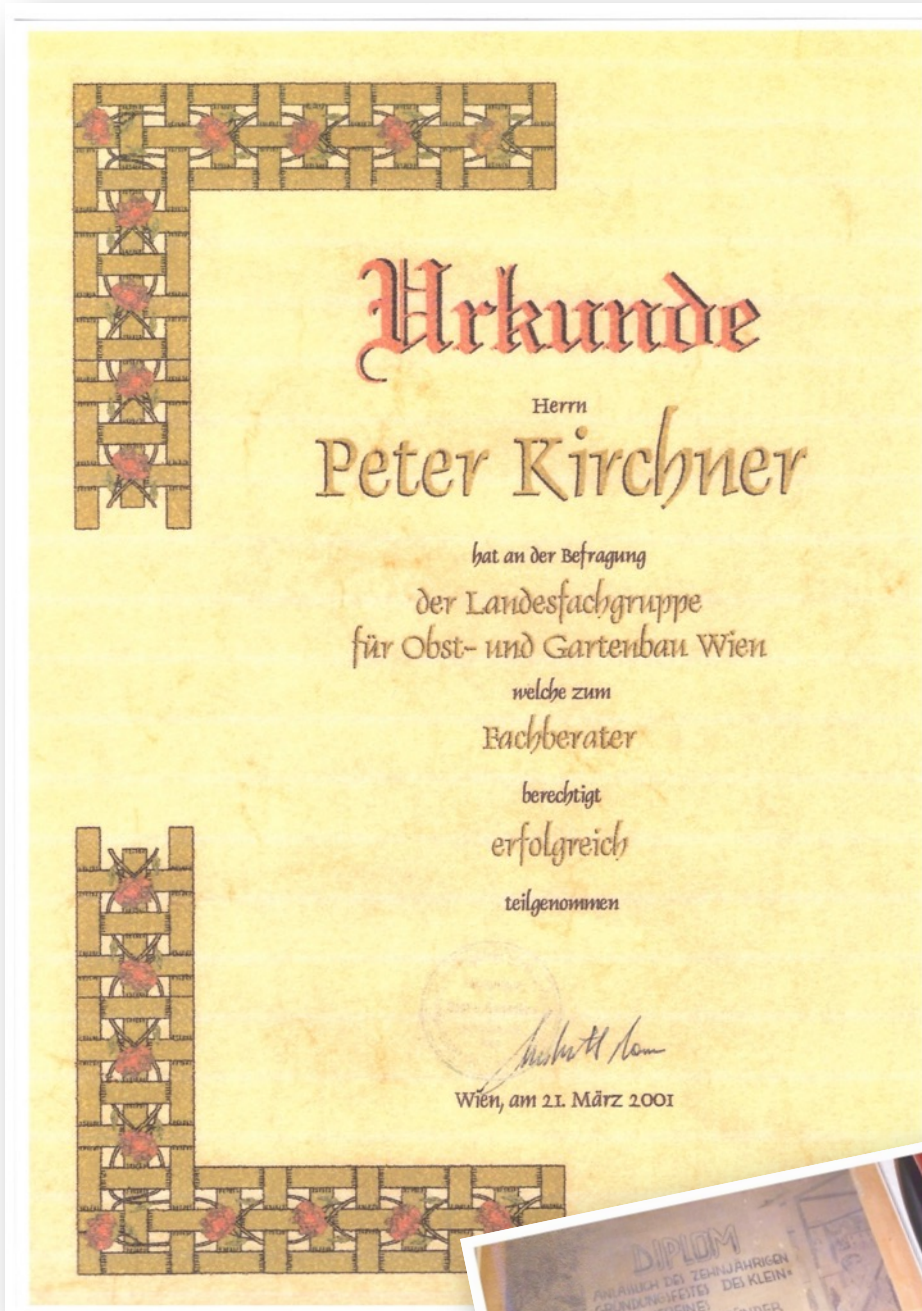 Urkunde
Herrn
Peter Kirchner
hat an der Befragung
der Landesfachgruppe
für Obst- und Gartenbau Wien
welche zum
Fachberater
berechtigt
erfolgreich
teilgenommen
Wien, am 21. März 2001
DIPLOM
ANLÄSSLICH DES ZEHNJÄHRIGEN
GRÜNDUNGSFESTES DES KLEIN-